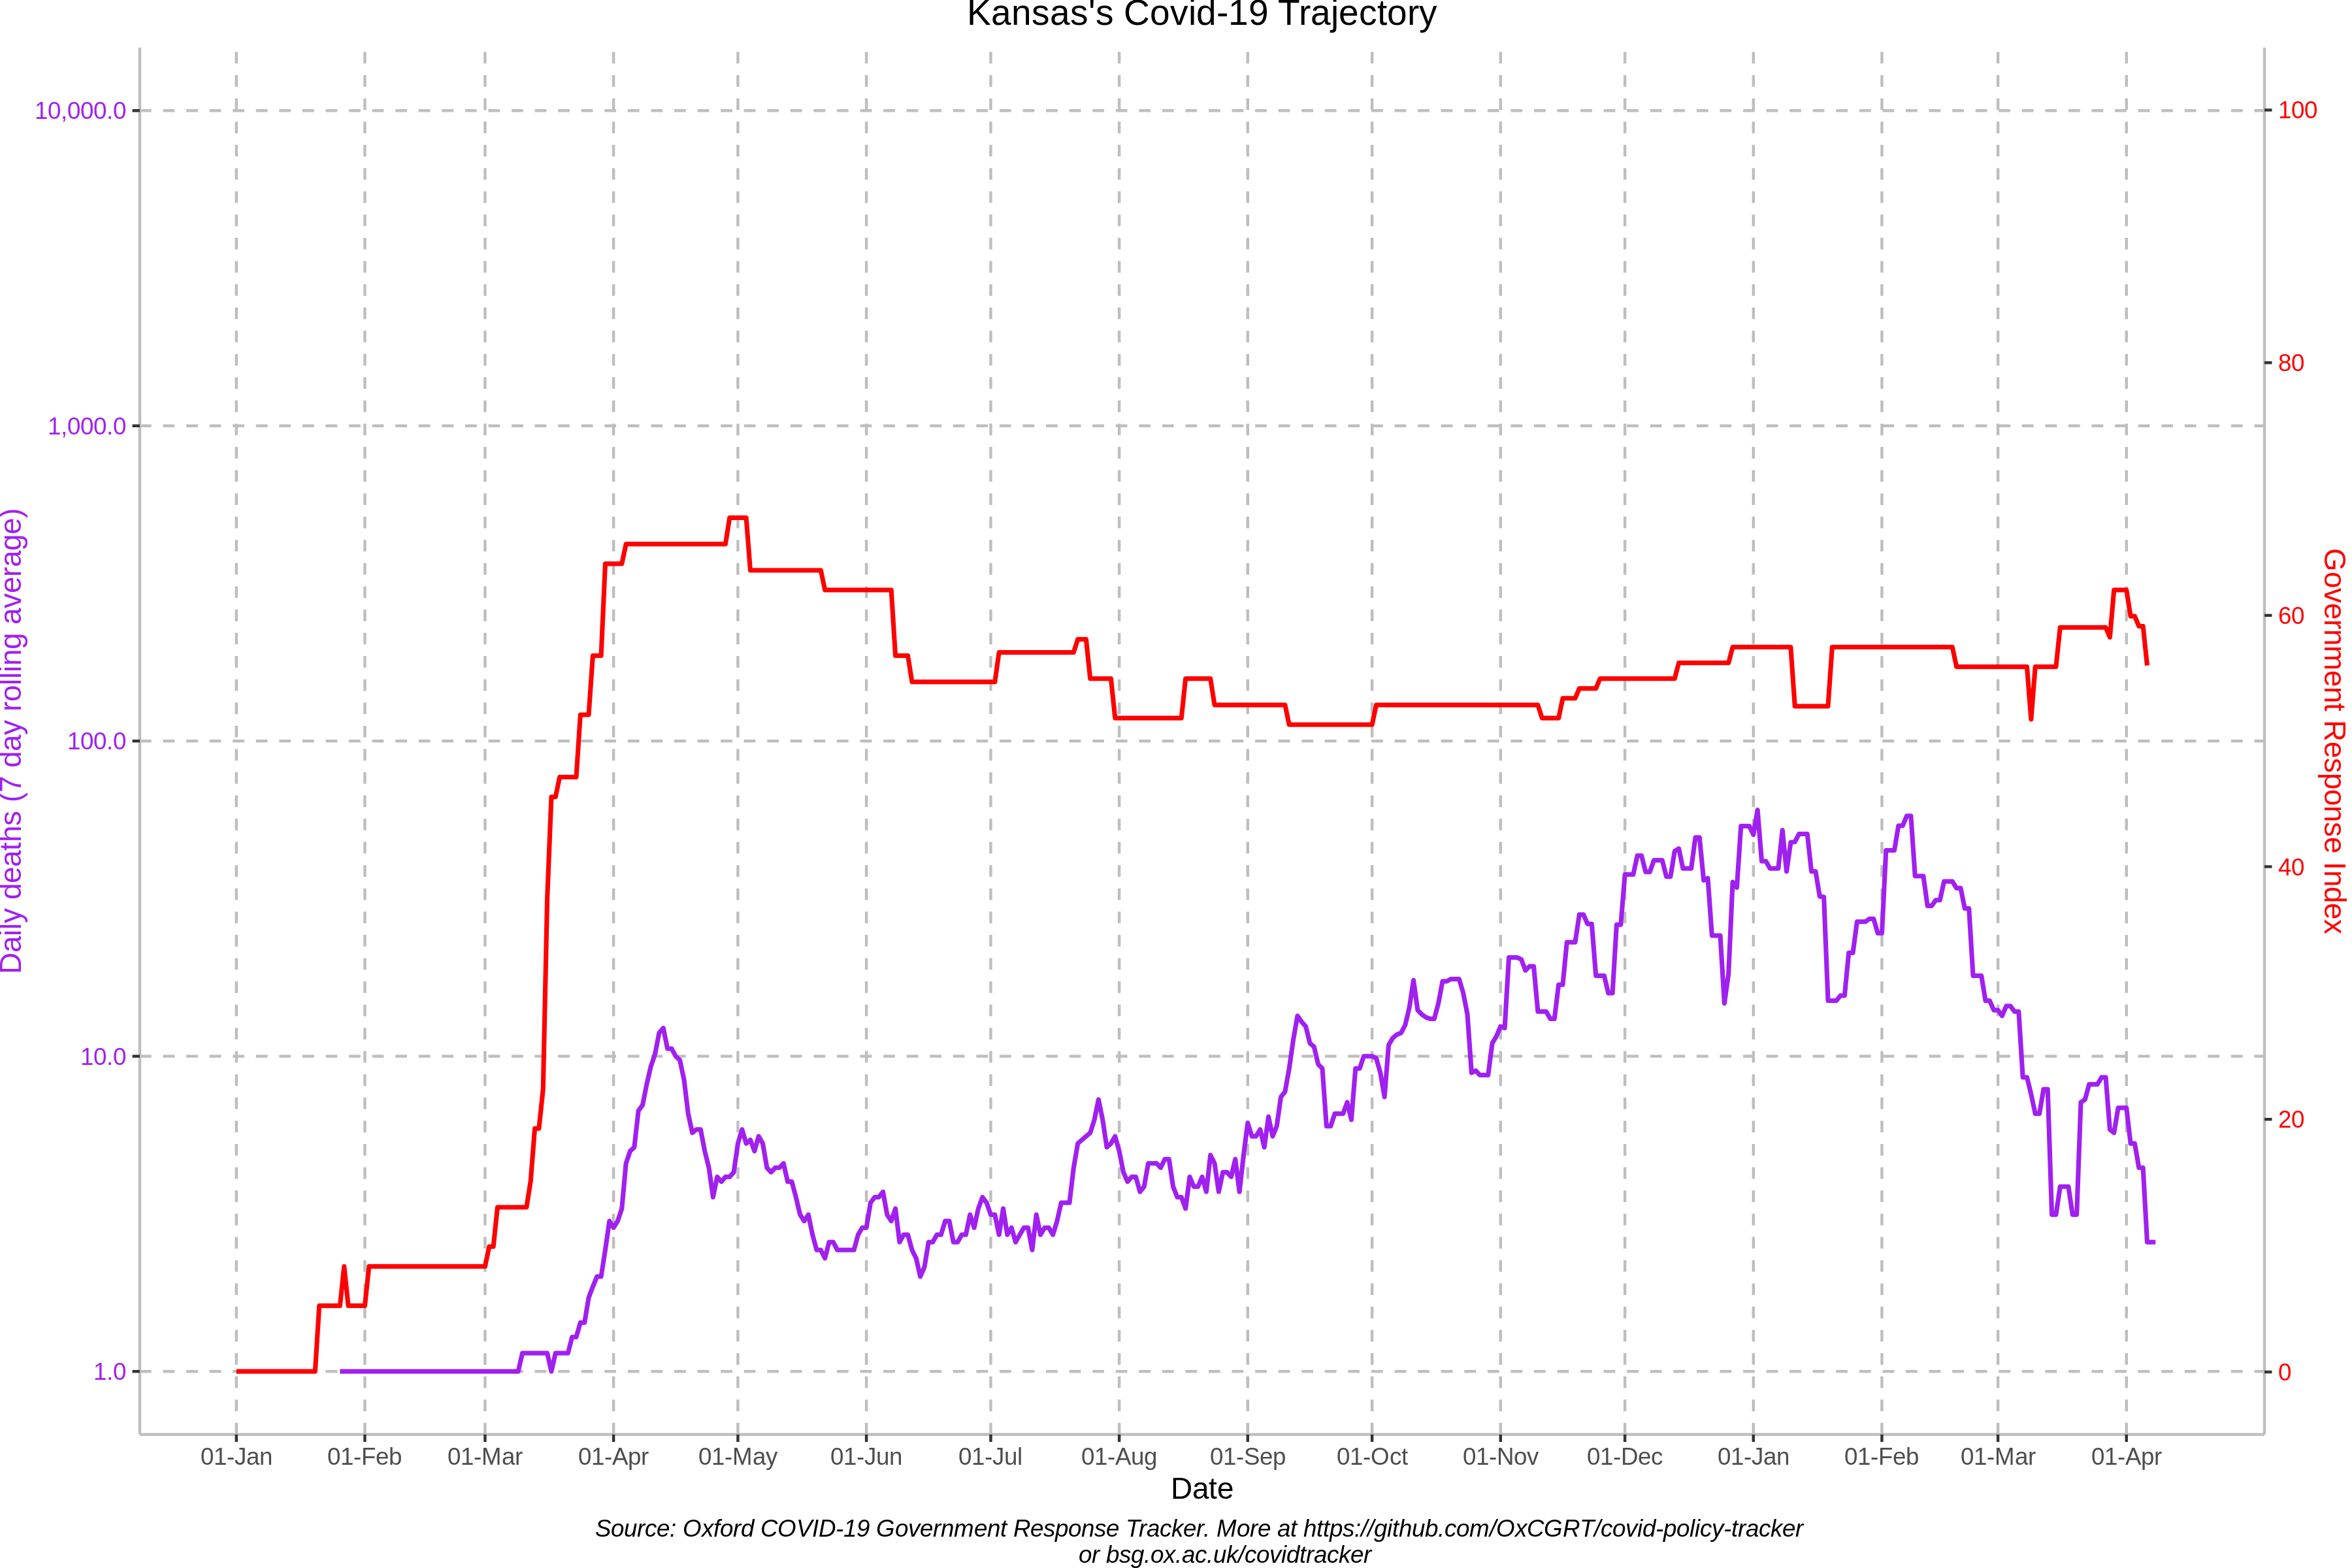 Kansas's Covid-19 Trajectory
10,000.0
1,000.0
100.0
10.0
1.0
Daily deaths (7 day rolling average)
100
80
60
40
20
0
Government Response Index
01-Jan 01-Feb 01-Mar 01-Apr 01-May 01-Jun 01-Jul 01-Aug 01-Sep 01-Oct 01-Nov 01-Dec 01-Jan 01-Feb 01-Mar 01-Apr
Date
Source: Oxford COVID-19 Government Response Tracker. More at https://github.com/OxCGRT/covid-policy-tracker
or bsg.ox.ac.uk/covidtracker